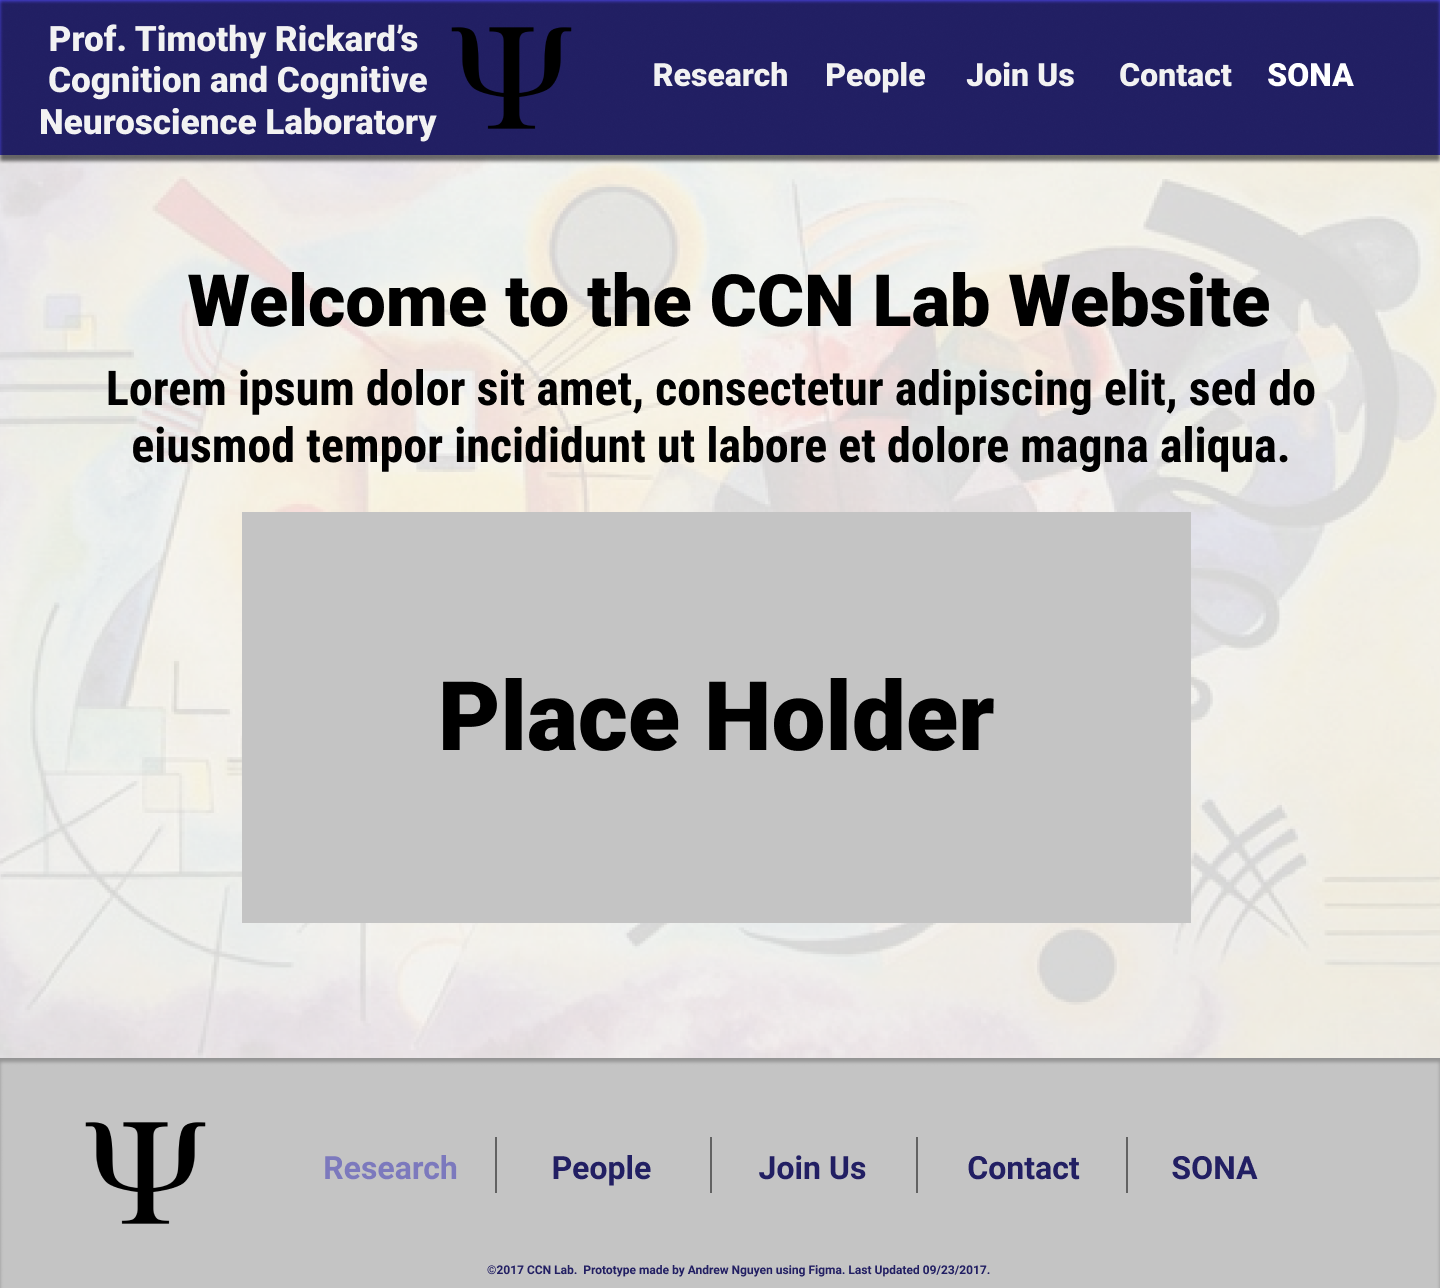 Prof. Timothy Rickard’s
Cognition and Cognitive
Neuroscience Laboratory
Ψ
Research People Join Us Contact SONA
Welcome to the CCN Lab Website
Lorem ipsum dolor sit amet, consectetur adipiscing elit, sed do
eiusmod tempor incididunt ut labore et dolore magna aliqua.
Place Holder
Ψ
Research People Join Us Contact SONA
©2017 CCN Lab. Prototype made by Andrew Nguyen using Figma. Last Updated 09/23/2017.